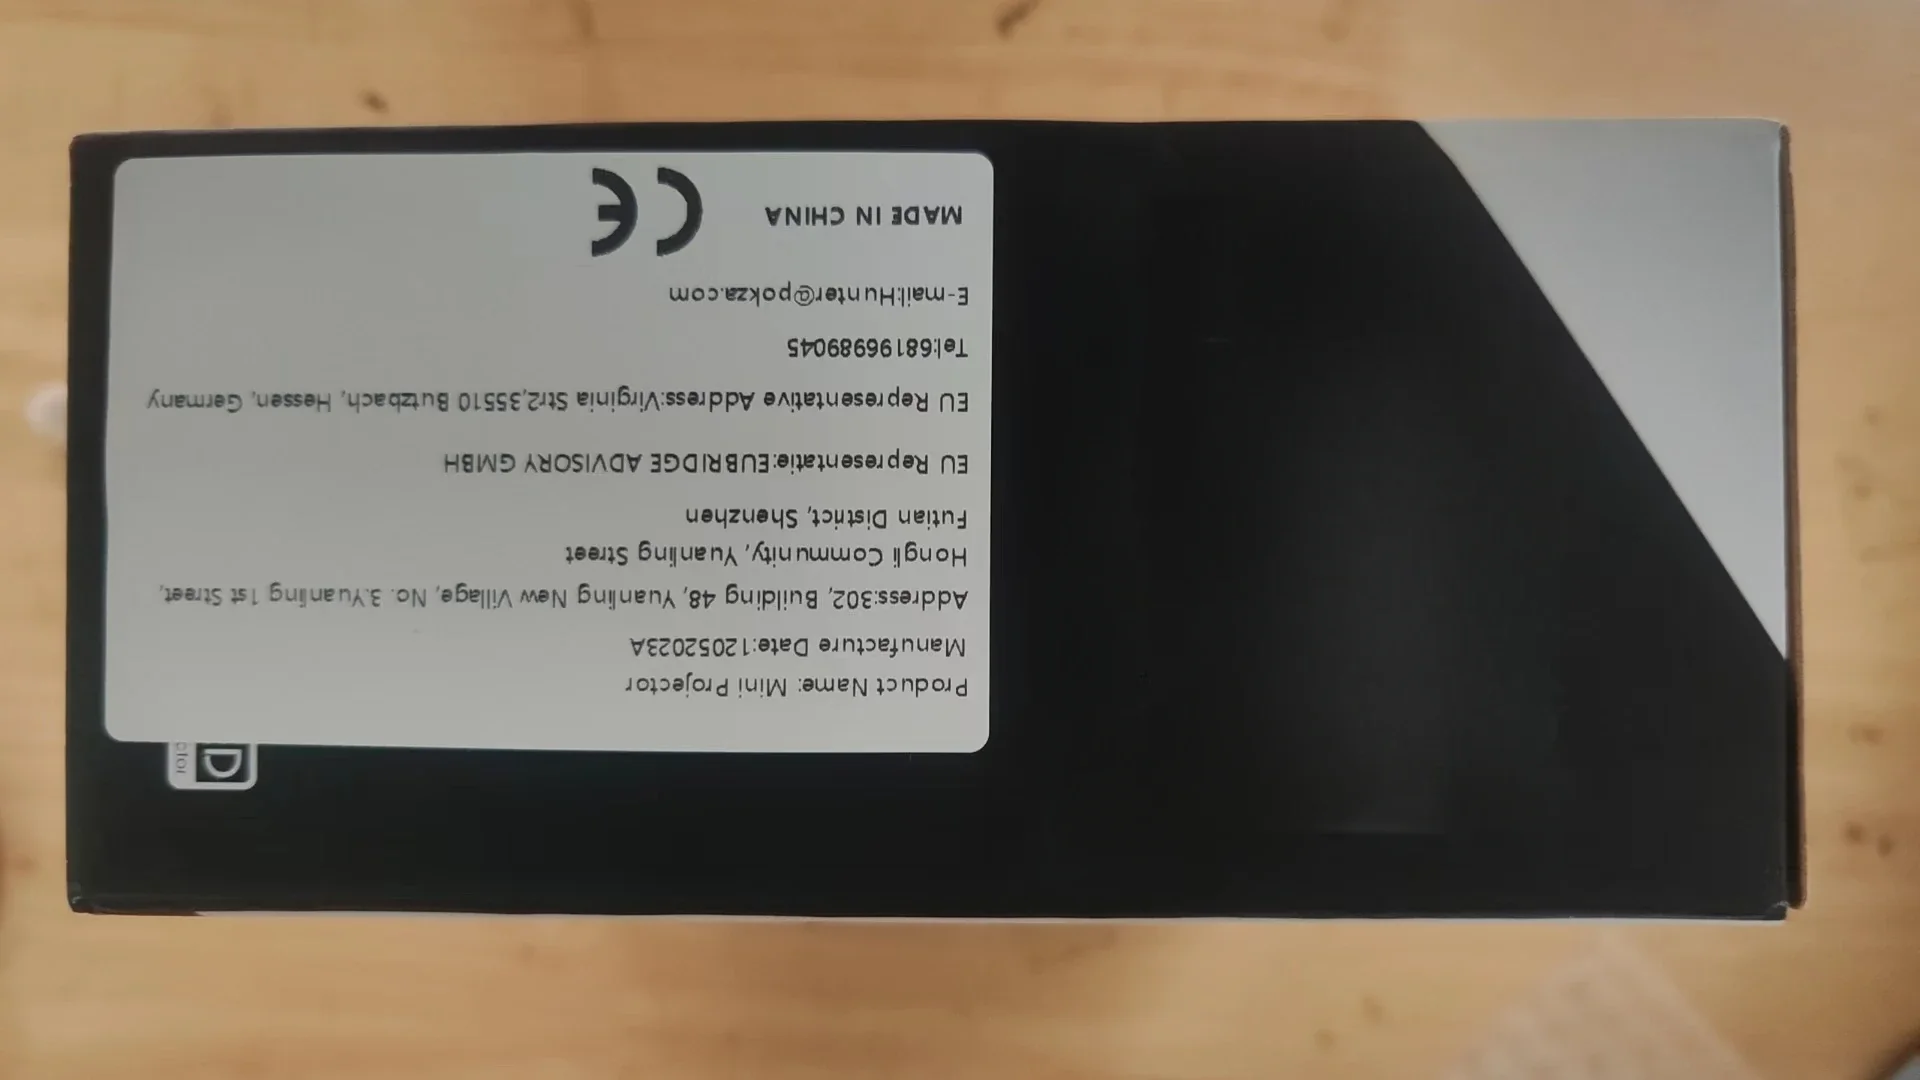 Product Name: Mini Projector
Manufacture Date:12052023A
Address:302, Building 48, Yuanling New Village, No. 3.Yuanling 1st Street,
Hongli Community, Yuanling Street
Futian District, Shenzhen
EU Representatie:EUBRIDGE ADVISORY GMBH
EU Representative Address:Virginia Str2,35510 Butzbach, Hessen, Germany
Tel:68196989045
E-mail:Hunter@pokza.com
MADE IN CHINA CE